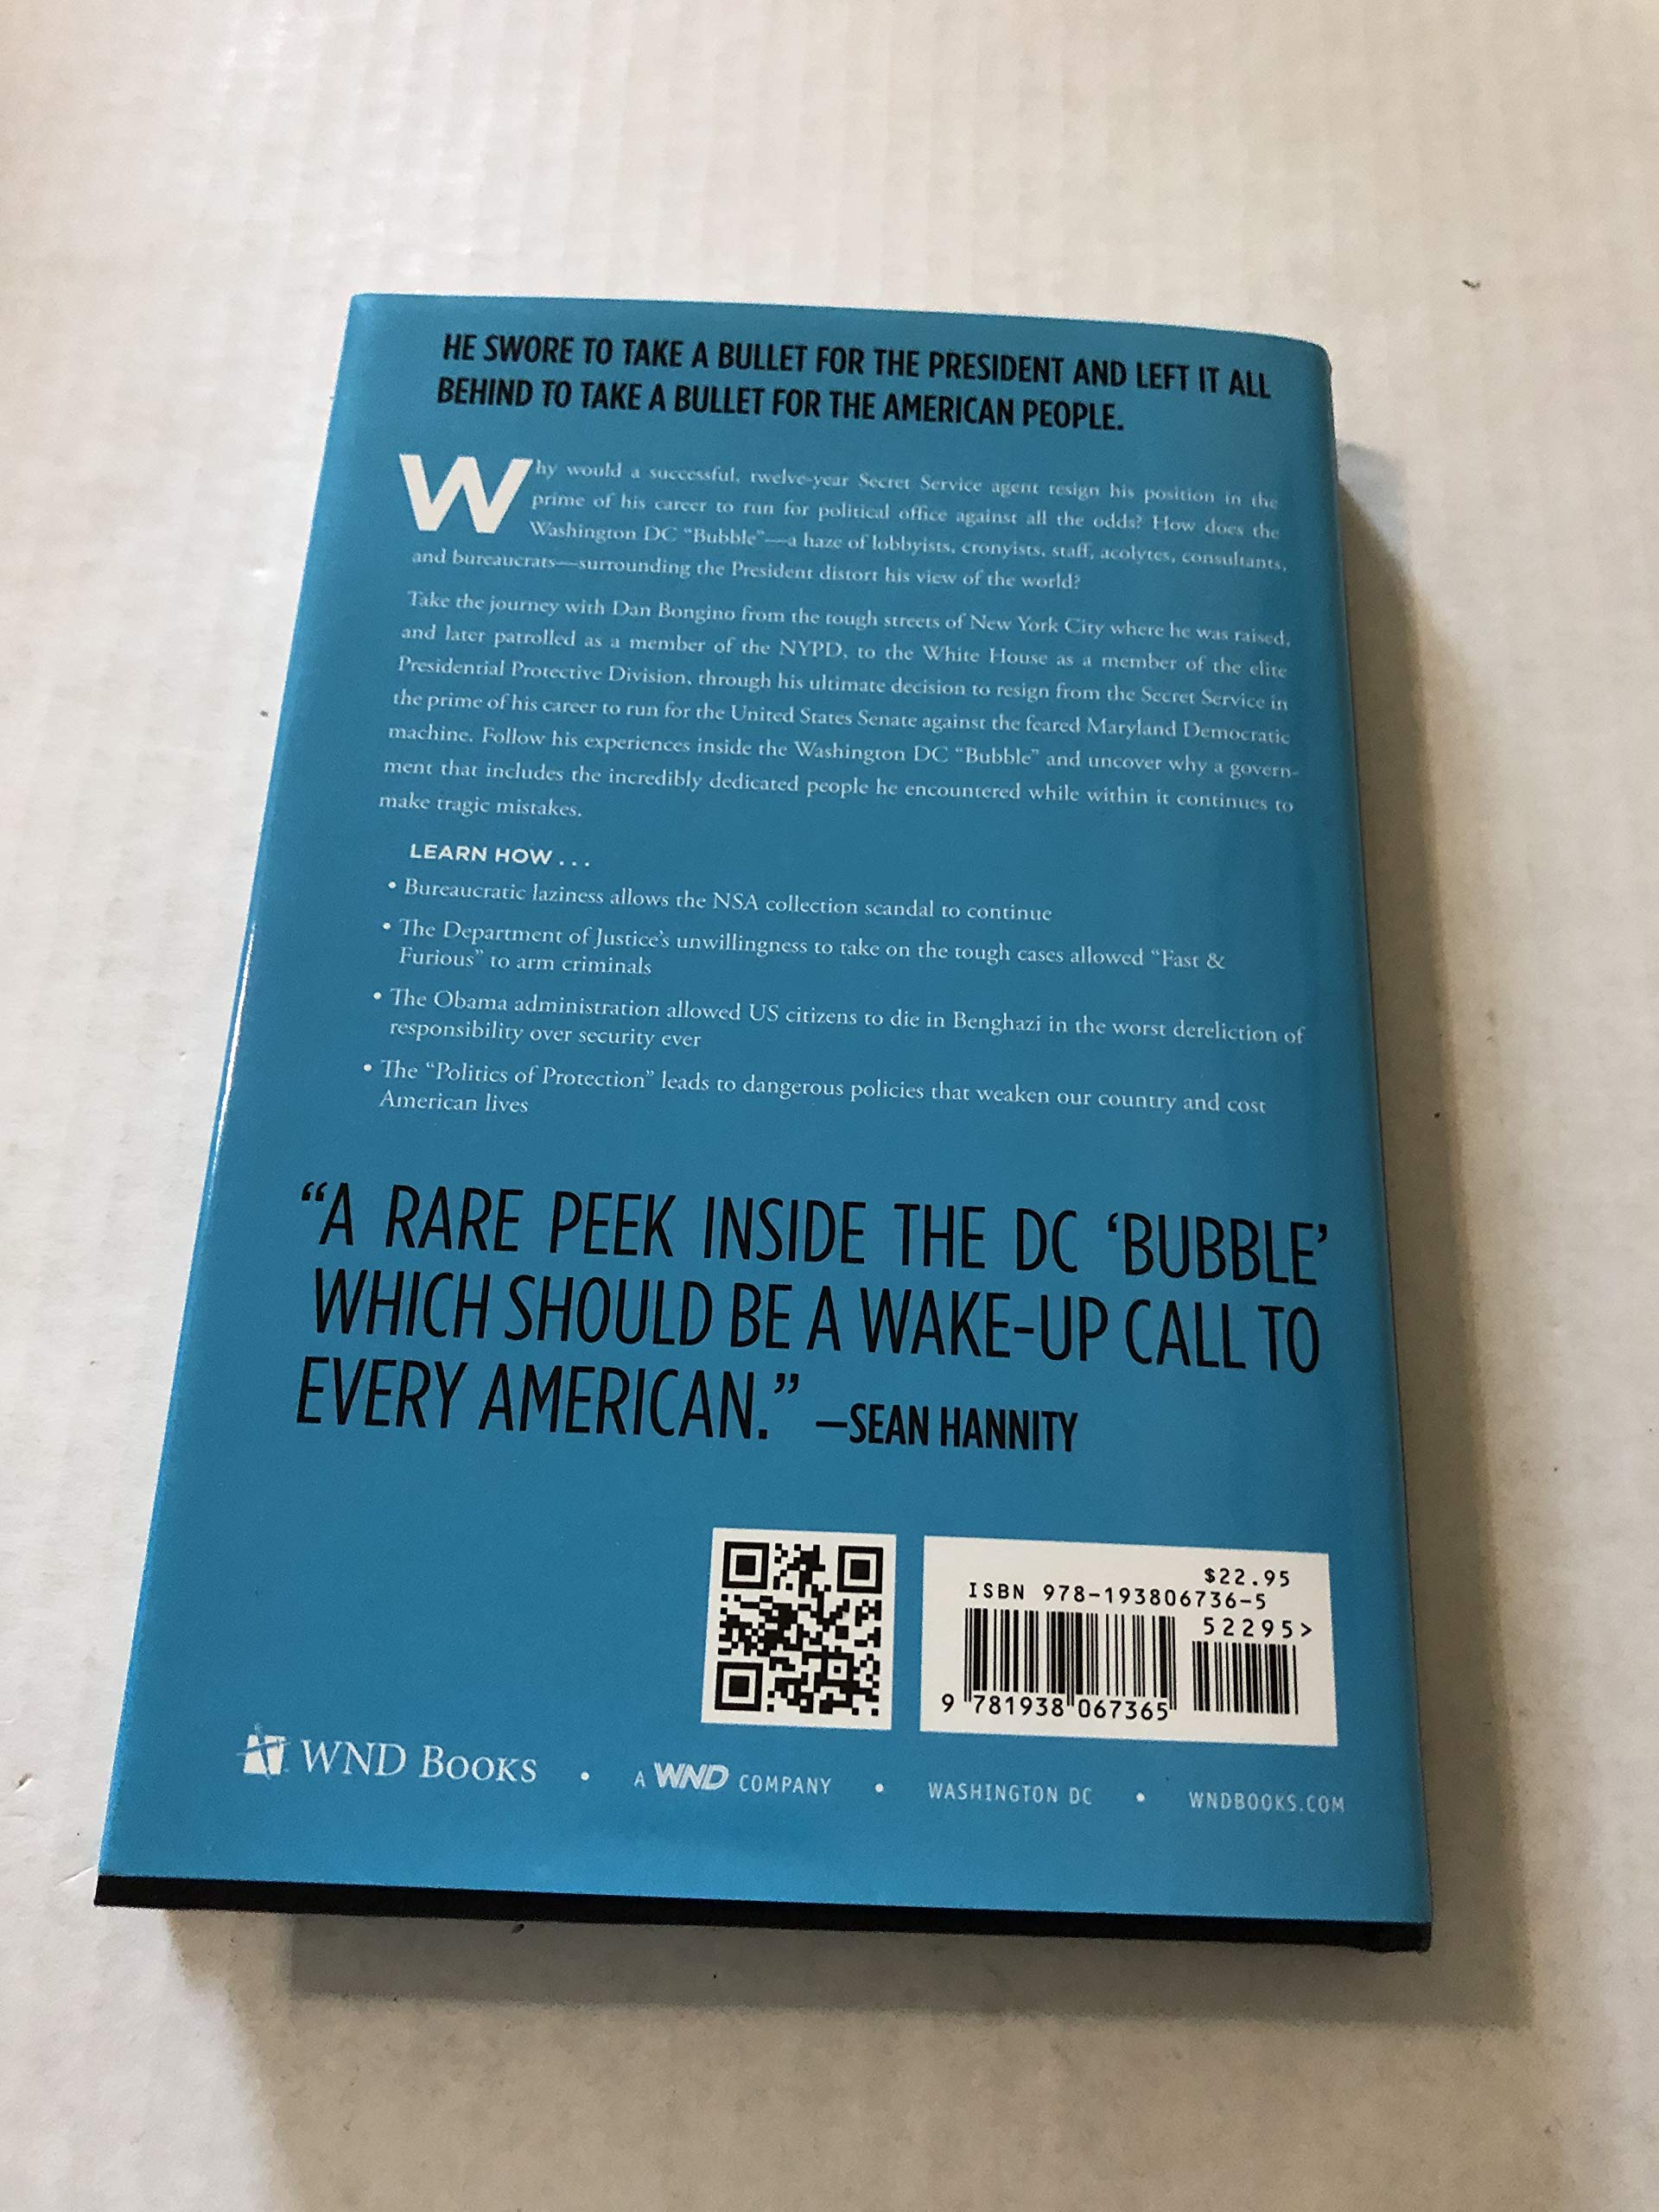 HE SWORE TO TAKE A BULLET FOR THE PRESIDENT AND LEFT IT ALL
BEHIND TO TAKE A BULLET FOR THE AMERICAN PEOPLE.
Why would a successful, twelve-year Secret Service agent resign his position in the
prime of his career to run for political office against all the odds? How does the
Washington DC “Bubble”—a haze of lobbyists, cronyists, staff, acolytes, consultants,
and bureaucrats—surrounding the President distort his view of the world?
Take the journey with Dan Bongino from the tough streets of New York City where he was raised,
and later patrolled as a member of the NYPD, to the White House as a member of the elite
Presidential Protective Division, through his ultimate decision to resign from the Secret Service in
the prime of his career to run for the United States Senate against the feared Maryland Democratic
machine. Follow his experiences inside the Washington DC “Bubble” and uncover why a govern-
ment that includes the incredibly dedicated people he encountered while within it continues to
make tragic mistakes.
LEARN HOW . . .
• Bureaucratic laziness allows the NSA collection scandal to continue
• The Department of Justice’s unwillingness to take on the tough cases allowed “Fast &
Furious” to arm criminals
• The Obama administration allowed US citizens to die in Benghazi in the worst dereliction of
responsibility over security ever
• The “Politics of Protection” leads to dangerous policies that weaken our country and cost
American lives
“A RARE PEEK INSIDE THE DC ‘BUBBLE’
WHICH SHOULD BE A WAKE-UP CALL TO
EVERY AMERICAN.” —SEAN HANNITY
$22.95
ISBN 978-193806736-5
52295>
9 781938 067365
WND BOOKS • A WND COMPANY • WASHINGTON DC • WNDBOOKS.COM